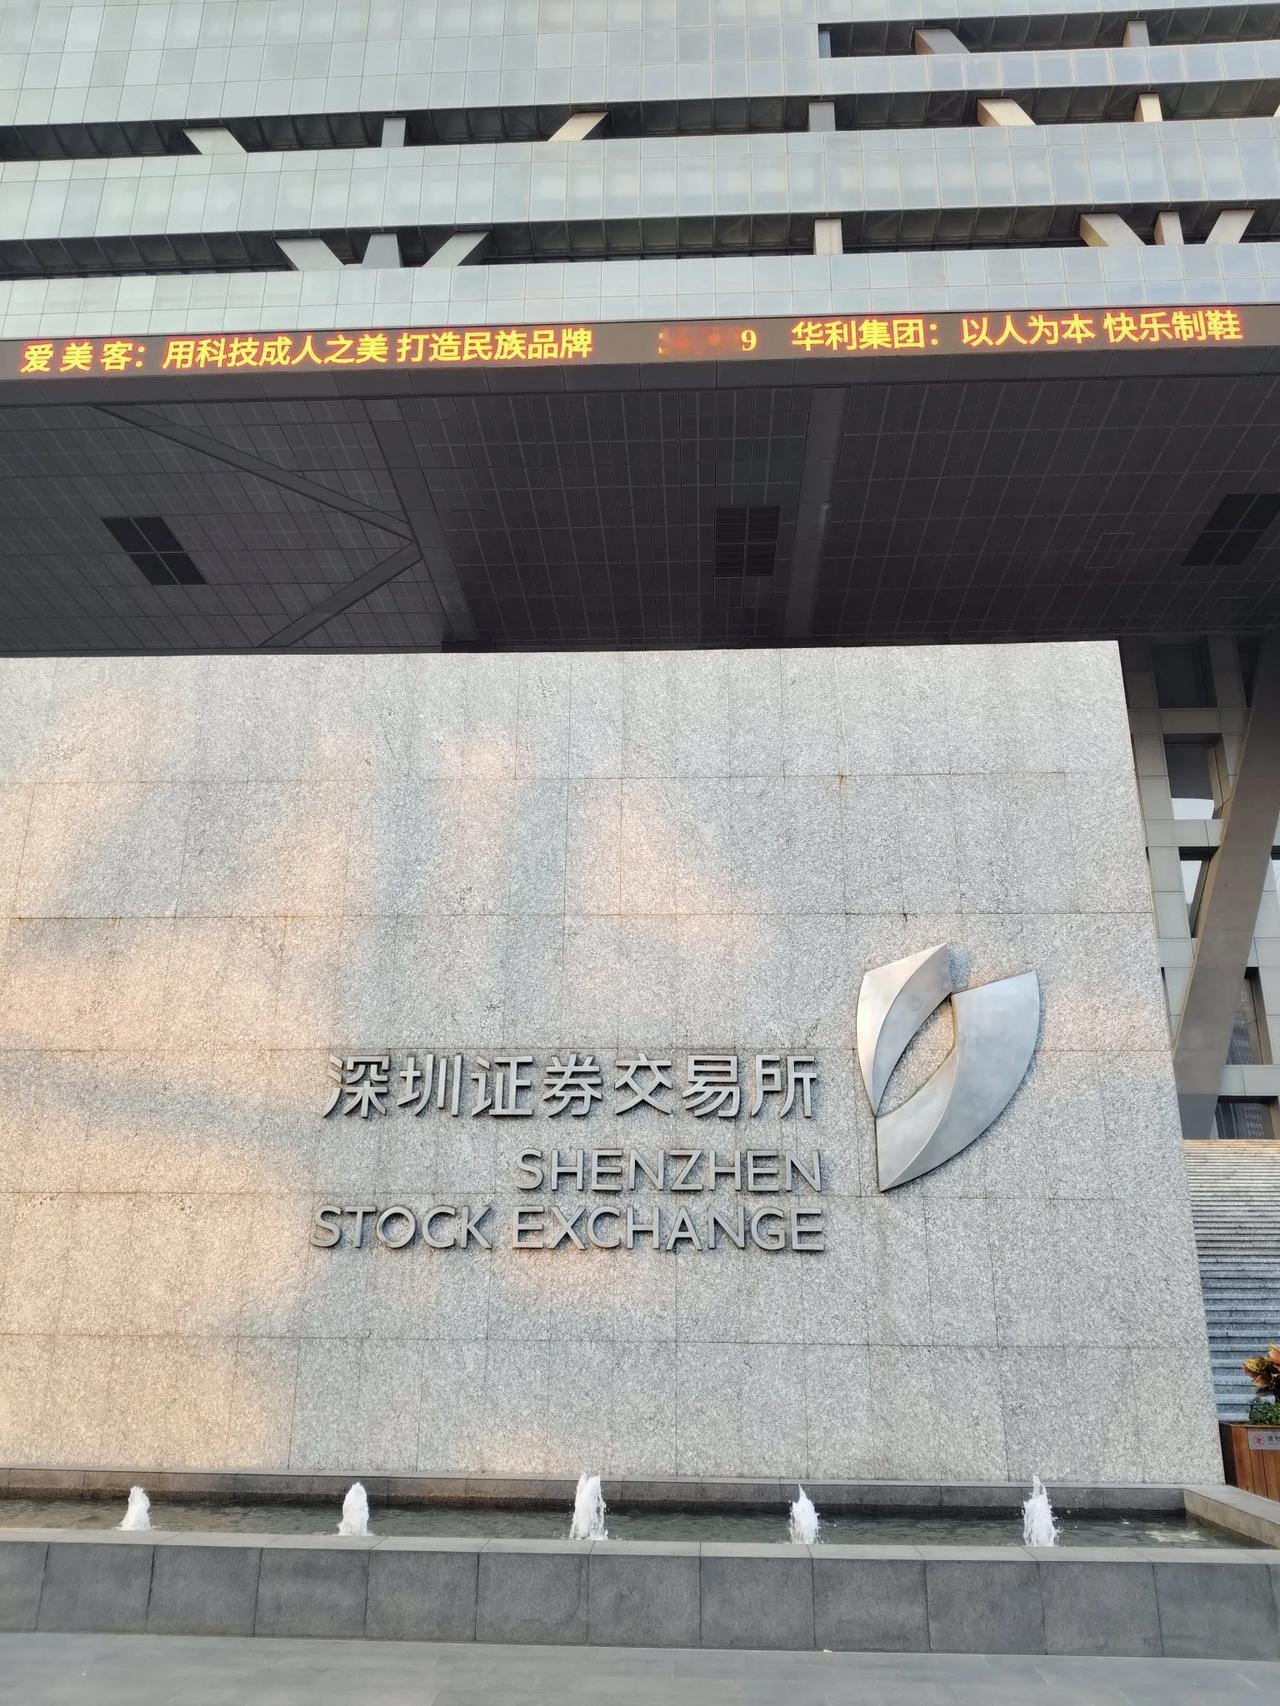 爱美客：用科技成人之美 打造民族品牌 9 华利集团：以人为本 快乐制鞋
深圳证券交易所
SHENZHEN
STOCK EXCHANGE